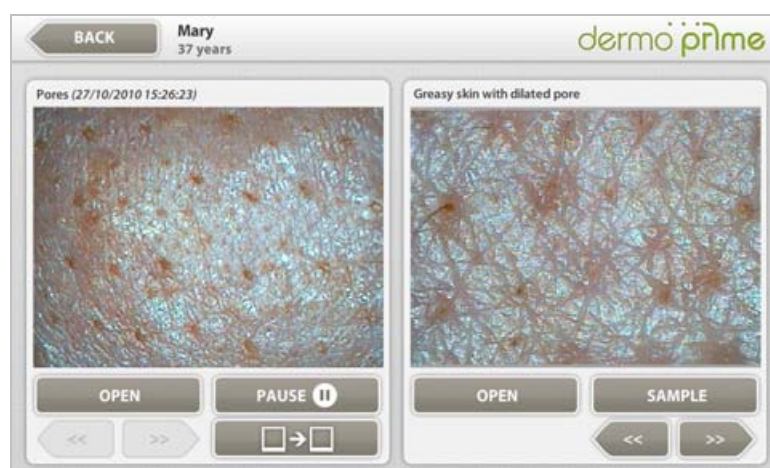 BACK
Mary
37 years
dermo prime
Pores (27/10/2010 15:26:23)
Greasy skin with dilated pore
OPEN
PAUSE
OPEN
SAMPLE
<<
>>
<<
>>